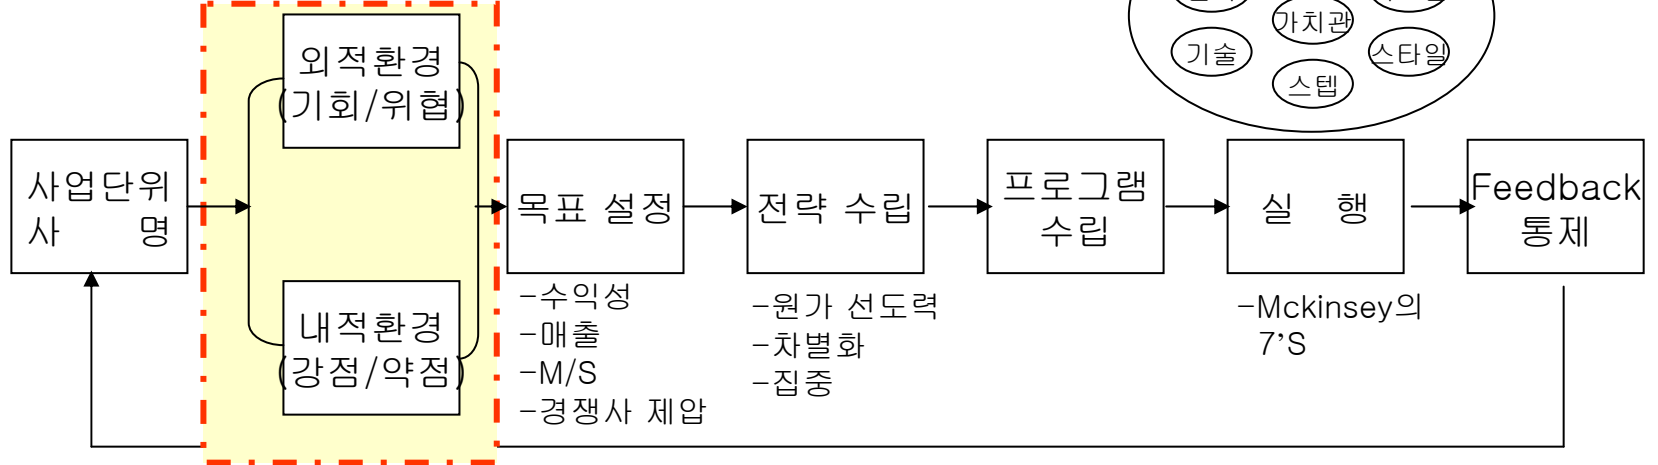 가치관
기술
스타일
스텝
외적환경
(기회/위협)
사업단위
사 명
목표 설정
전략 수립
프로그램
수립
실 행
Feedback
통제
내적환경
(강점/약점)
-수익성
-매출
-M/S
-경쟁사 제압
-원가 선도력
-차별화
-집중
-Mckinsey의
7'S